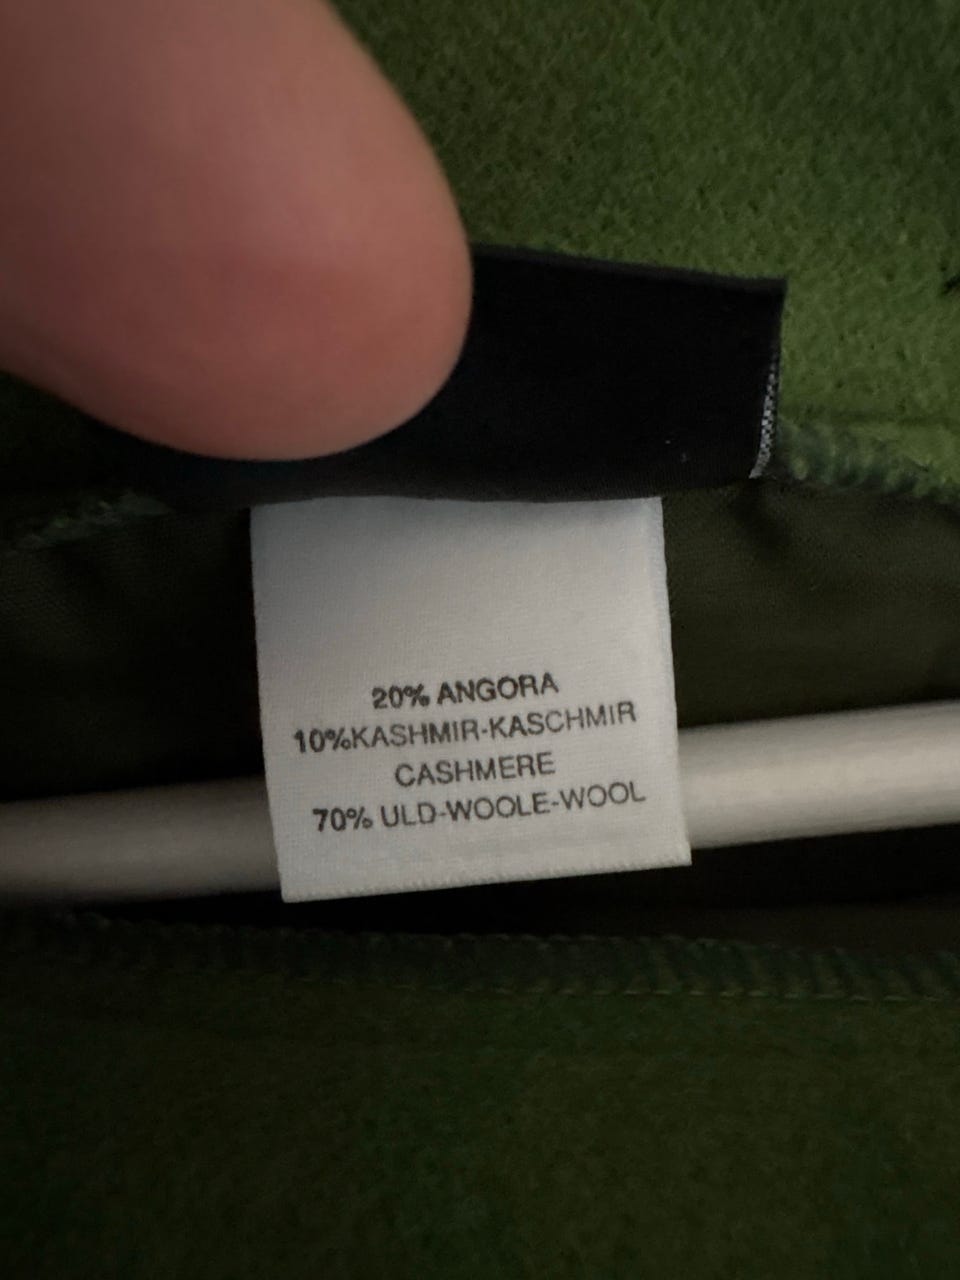 20% ANGORA
10%KASHMIR-KASCHMIR
CASHMERE
70% ULD-WOOLE-WOOL